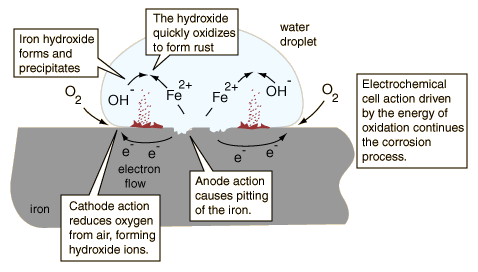 The hydroxide
quickly oxidizes
to form rust
water
droplet
Iron hydroxide
forms and
precipitates
O2
OH-
Fe2+
Fe2+
OH-
O2
Electrochemical
cell action driven
by the energy of
oxidation continues
the corrosion
process.
e- e-
e- e-
electron
flow
Anode action
causes pitting
of the iron.
iron
Cathode action
reduces oxygen
from air, forming
hydroxide ions.